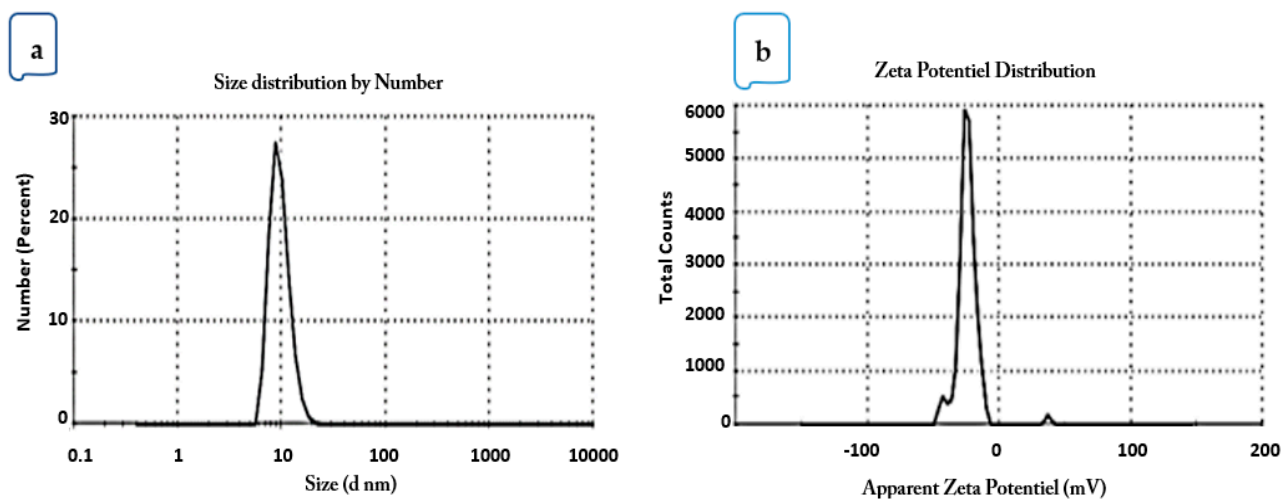 a
Size distribution by Number
30
20
10
0
Number (Percent)
0.1 1 10 100 1000 10000
Size (d nm)
b
Zeta Potentiel Distribution
6000
5000
4000
3000
2000
1000
0
Total Counts
-100 0 100 200
Apparent Zeta Potentiel (mV)